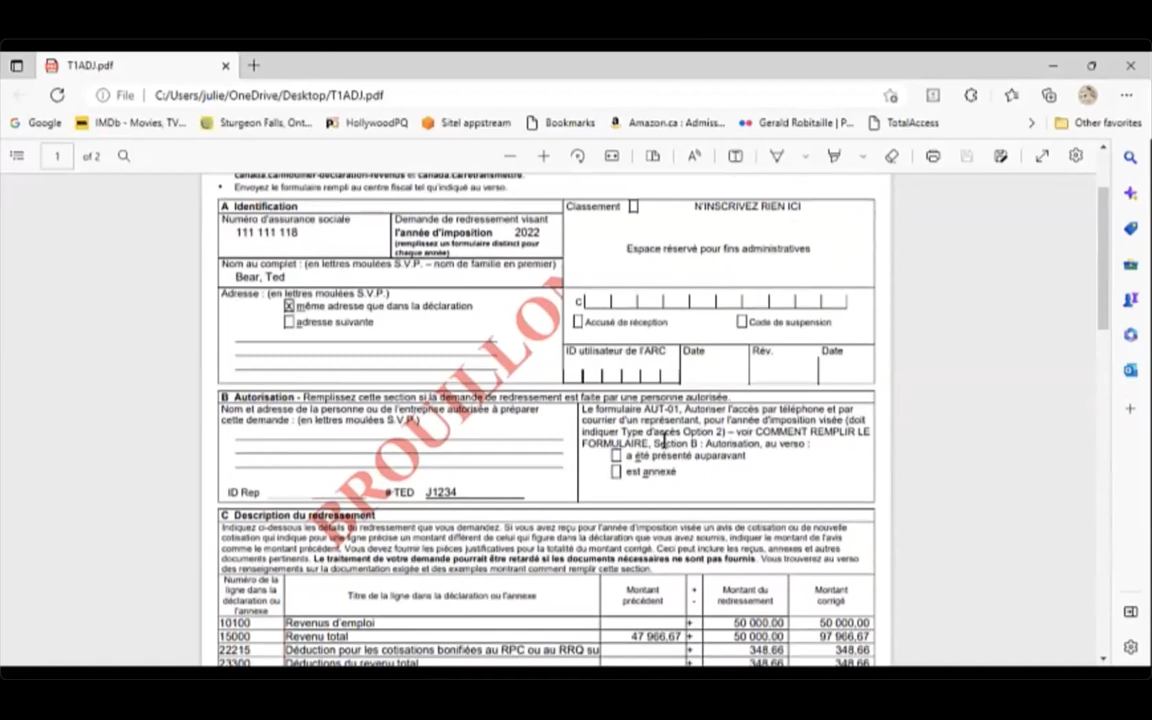 T1ADJ.pdf
File C:/Users/julie/OneDrive/Desktop/T1ADJ.pdf
Google IMDb - Movies, TV... Sturgeon Falls, Ont... HollywoodPQ Sitel appstream Bookmarks Amazon.ca : Admiss... Gerald Robitaille | P... TotalAccess Other favorites
1 of 2
canada.ca/modifier-declaration-revenus et canada.ca/retransmettre.
• Envoyez le formulaire rempli au centre fiscal tel qu'indiqué au verso.
A Identification
Numéro d'assurance sociale
111 111 118
Demande de redressement visant
l'année d'imposition 2022
(remplissez un formulaire distinct pour
chaque année)
Classement N'INSCRIVEZ RIEN ICI
Espace réservé pour fins administratives
Nom au complet : (en lettres moulées S.V.P. – nom de famille en premier)
Bear, Ted
Adresse : (en lettres moulées S.V.P.)
x même adresse que dans la déclaration
adresse suivante
C
Accusé de réception Code de suspension
ID utilisateur de l'ARC Date Rév. Date
BROUILLON
B Autorisation - Remplissez cette section si la demande de redressement est faite par une personne autorisée.
Nom et adresse de la personne ou de l'entreprise autorisée à préparer
cette demande : (en lettres moulées S.V.P.)
ID Rep # TED J1234
Le formulaire AUT-01, Autoriser l'accès par téléphone et par
courrier d'un représentant, pour l'année d'imposition visée (doit
indiquer Type d'accès Option 2) – voir COMMENT REMPLIR LE
FORMULAIRE, Section B : Autorisation, au verso :
a été présenté auparavant
est annexé
C Description du redressement
Indiquez ci-dessous les détails du redressement que vous demandez. Si vous avez reçu pour l'année d'imposition visée un avis de cotisation ou de nouvelle
cotisation qui indique pour une ligne précise un montant différent de celui qui figure dans la déclaration que vous avez soumis, indiquer le montant de l'avis
comme le montant précédent. Vous devez fournir les pièces justificatives pour la totalité du montant corrigé. Ceci peut inclure les reçus, annexes et autres
documents pertinents. Le traitement de votre demande pourrait être retardé si les documents nécessaires ne sont pas fournis. Vous trouverez au verso
des renseignements sur la documentation exigée et des exemples montrant comment remplir cette section.
Numéro de la
ligne dans la
déclaration ou
l'annexe
Titre de la ligne dans la déclaration ou l'annexe
Montant
précédent
+
-
Montant du
redressement
Montant
corrigé
10100 Revenus d'emploi + 50 000,00 50 000,00
15000 Revenu total 47 966,67 + 50 000,00 97 966,67
22215 Déduction pour les cotisations bonifiées au RPC ou au RRQ su + 348,66 348,66
23300 Déductions du revenu total + 348,66 348,66